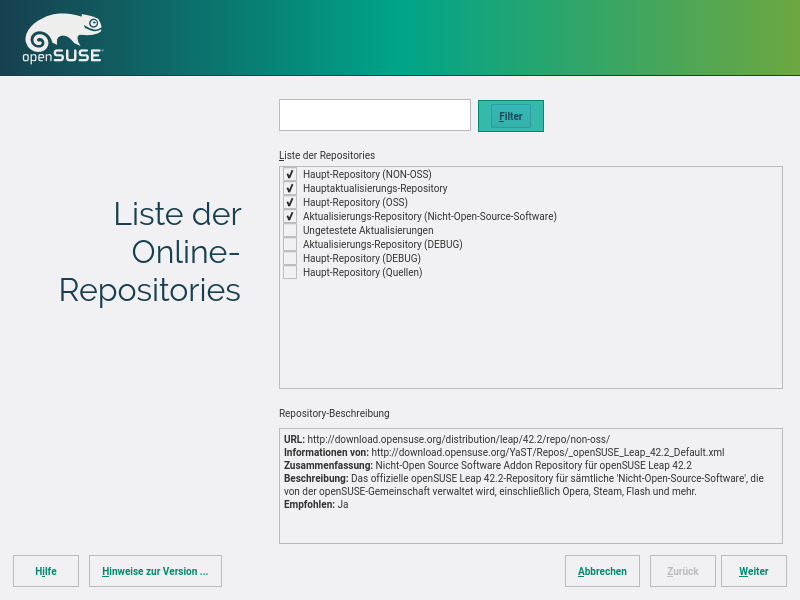 openSUSE
Filter
Liste der Repositories
Liste der
Online-
Repositories
Haupt-Repository (NON-OSS)
Hauptaktualisierungs-Repository
Haupt-Repository (OSS)
Aktualisierungs-Repository (Nicht-Open-Source-Software)
Ungetestete Aktualisierungen
Aktualisierungs-Repository (DEBUG)
Haupt-Repository (DEBUG)
Haupt-Repository (Quellen)
Repository-Beschreibung
URL: http://download.opensuse.org/distribution/leap/42.2/repo/non-oss/
Informationen von: http://download.opensuse.org/YaST/Repos/_openSUSE_Leap_42.2_Default.xml
Zusammenfassung: Nicht-Open Source Software Addon Repository für openSUSE Leap 42.2
Beschreibung: Das offizielle openSUSE Leap 42.2-Repository für sämtliche 'Nicht-Open-Source-Software', die
von der openSUSE-Gemeinschaft verwaltet wird, einschließlich Opera, Steam, Flash und mehr.
Empfohlen: Ja
Hilfe
Hinweise zur Version ...
Abbrechen
Zurück
Weiter